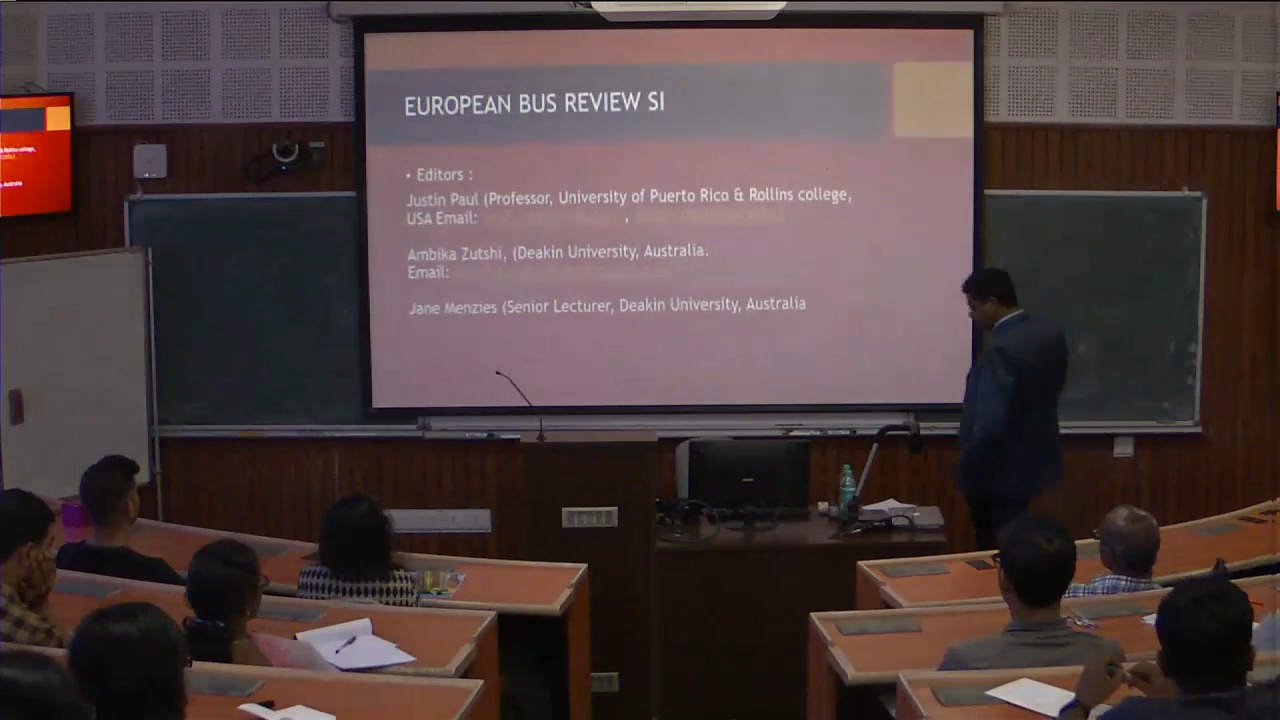 EUROPEAN BUS REVIEW SI
• Editors :
Justin Paul (Professor, University of Puerto Rico & Rollins college,
USA Email: ,
Ambika Zutshi, (Deakin University, Australia.
Email:
Jane Menzies (Senior Lecturer, Deakin University, Australia